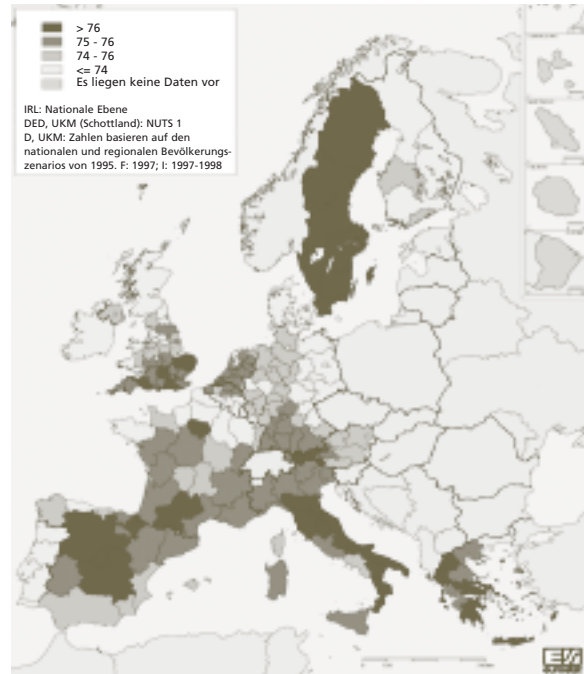 > 76
75 - 76
74 - 76
<= 74
Es liegen keine Daten vor
IRL: Nationale Ebene
DED, UKM (Schottland): NUTS 1
D, UKM: Zahlen basieren auf den
nationalen und regionalen Bevölkerungs-
szenarios von 1995. F: 1997; I: 1997-1998